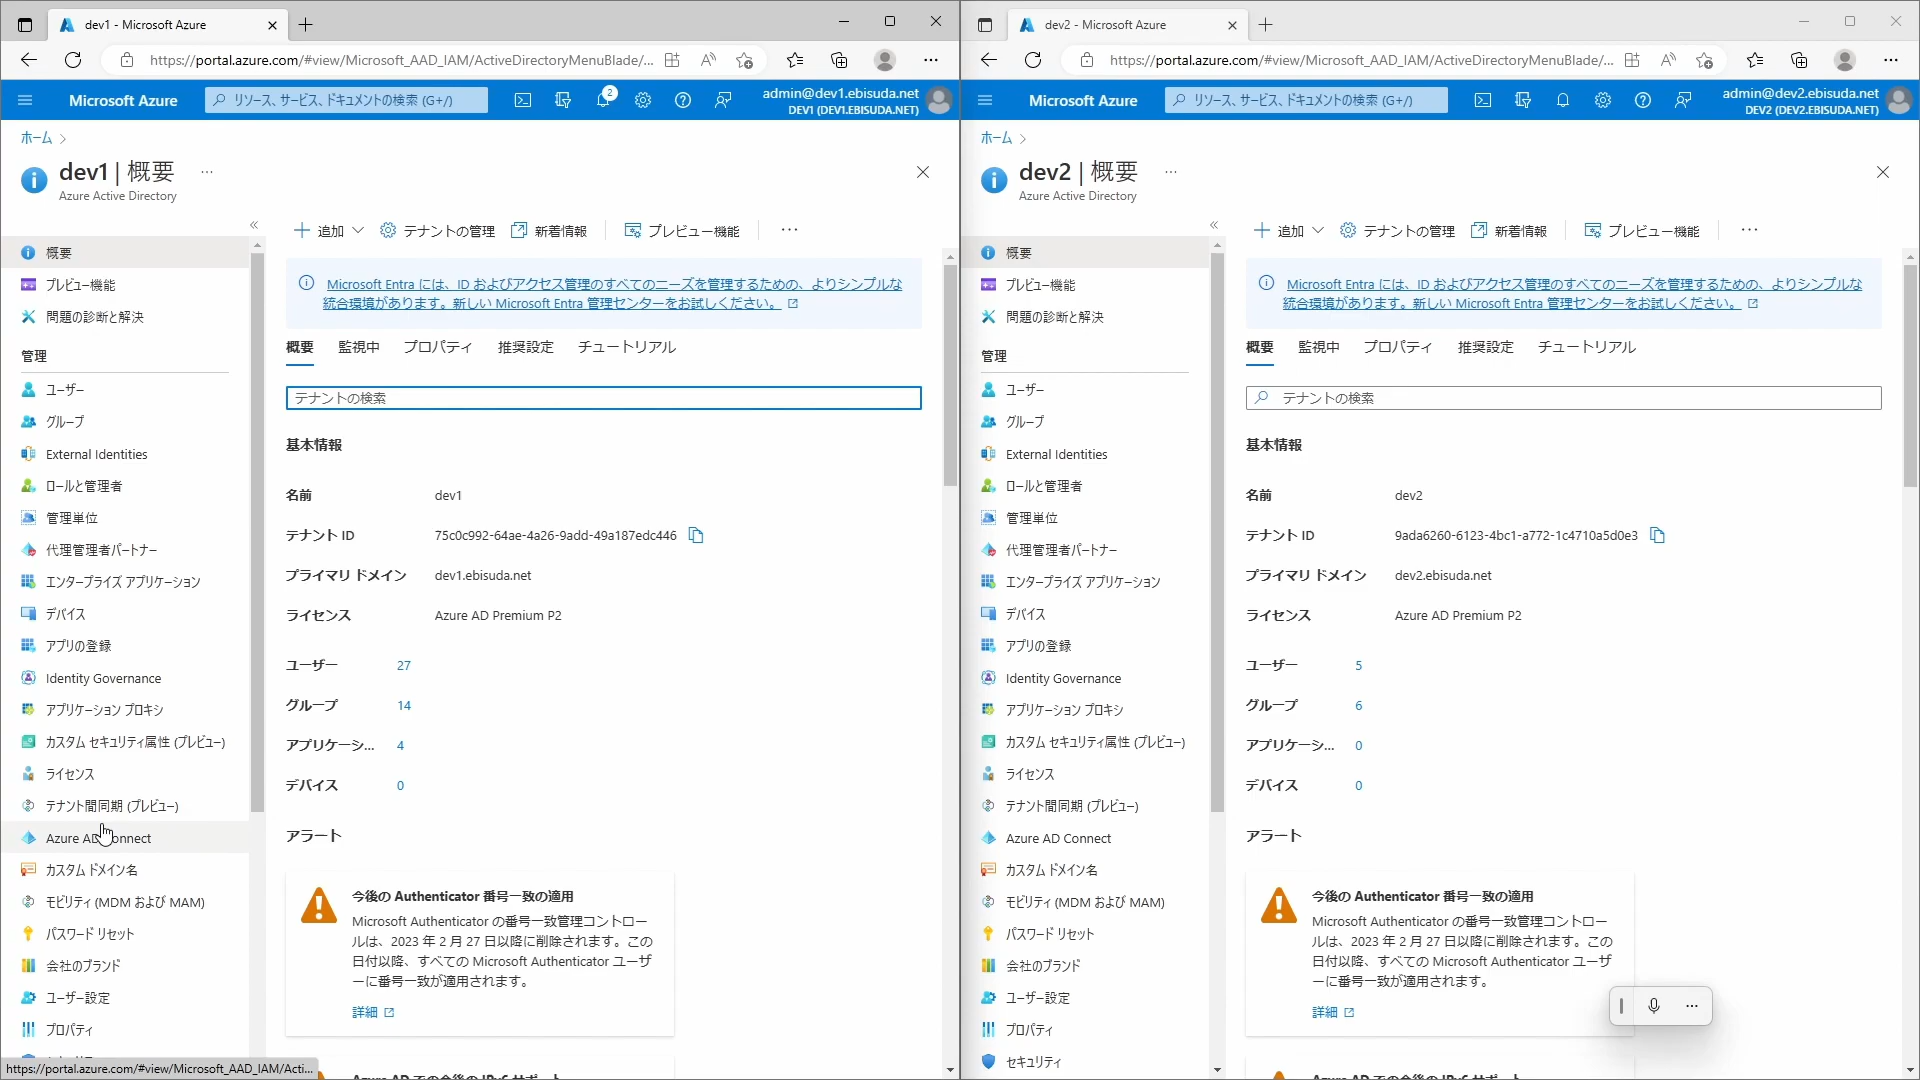 dev1 - Microsoft Azure
https://portal.azure.com/#view/Microsoft_AAD_IAM/ActiveDirectoryMenuBlade/...
Microsoft Azure
リソース、サービス、ドキュメントの検索 (G+/)
2
admin@dev1.ebisuda.net
DEV1 (DEV1.EBISUDA.NET)
ホーム
dev1 | 概要
Azure Active Directory
概要
プレビュー機能
問題の診断と解決
管理
ユーザー
グループ
External Identities
ロールと管理者
管理単位
代理管理者パートナー
エンタープライズ アプリケーション
デバイス
アプリの登録
Identity Governance
アプリケーション プロキシ
カスタム セキュリティ属性 (プレビュー)
ライセンス
テナント間同期 (プレビュー)
Azure AD Connect
カスタム ドメイン名
モビリティ (MDM および MAM)
パスワード リセット
会社のブランド
ユーザー設定
プロパティ
https://portal.azure.com/#view/Microsoft_AAD_IAM/Acti...
追加
テナントの管理
新着情報
プレビュー機能
Microsoft Entra には、ID およびアクセス管理のすべてのニーズを管理するための、よりシンプルな
統合環境があります。新しい Microsoft Entra 管理センターをお試しください。
概要 監視中 プロパティ 推奨設定 チュートリアル
テナントの検索
基本情報
名前 dev1
テナント ID 75c0c992-64ae-4a26-9add-49a187edc446
プライマリ ドメイン dev1.ebisuda.net
ライセンス Azure AD Premium P2
ユーザー 27
グループ 14
アプリケーシ... 4
デバイス 0
アラート
今後の Authenticator 番号一致の適用
Microsoft Authenticator の番号一致管理コントロー
ルは、2023 年 2 月 27 日以降に削除されます。この
日付以降、すべての Microsoft Authenticator ユーザ
ーに番号一致が適用されます。
詳細
dev2 - Microsoft Azure
https://portal.azure.com/#view/Microsoft_AAD_IAM/ActiveDirectoryMenuBlade/...
Microsoft Azure
リソース、サービス、ドキュメントの検索 (G+/)
admin@dev2.ebisuda.net
DEV2 (DEV2.EBISUDA.NET)
ホーム
dev2 | 概要
Azure Active Directory
概要
プレビュー機能
問題の診断と解決
管理
ユーザー
グループ
External Identities
ロールと管理者
管理単位
代理管理者パートナー
エンタープライズ アプリケーション
デバイス
アプリの登録
Identity Governance
アプリケーション プロキシ
カスタム セキュリティ属性 (プレビュー)
ライセンス
テナント間同期 (プレビュー)
Azure AD Connect
カスタム ドメイン名
モビリティ (MDM および MAM)
パスワード リセット
会社のブランド
ユーザー設定
プロパティ
セキュリティ
追加
テナントの管理
新着情報
プレビュー機能
Microsoft Entra には、ID およびアクセス管理のすべてのニーズを管理するための、よりシンプルな
統合環境があります。新しい Microsoft Entra 管理センターをお試しください。
概要 監視中 プロパティ 推奨設定 チュートリアル
テナントの検索
基本情報
名前 dev2
テナント ID 9ada6260-6123-4bc1-a772-1c4710a5d0e3
プライマリ ドメイン dev2.ebisuda.net
ライセンス Azure AD Premium P2
ユーザー 5
グループ 6
アプリケーシ... 0
デバイス 0
アラート
今後の Authenticator 番号一致の適用
Microsoft Authenticator の番号一致管理コントロー
ルは、2023 年 2 月 27 日以降に削除されます。この
日付以降、すべての Microsoft Authenticator ユーザ
ーに番号一致が適用されます。
詳細